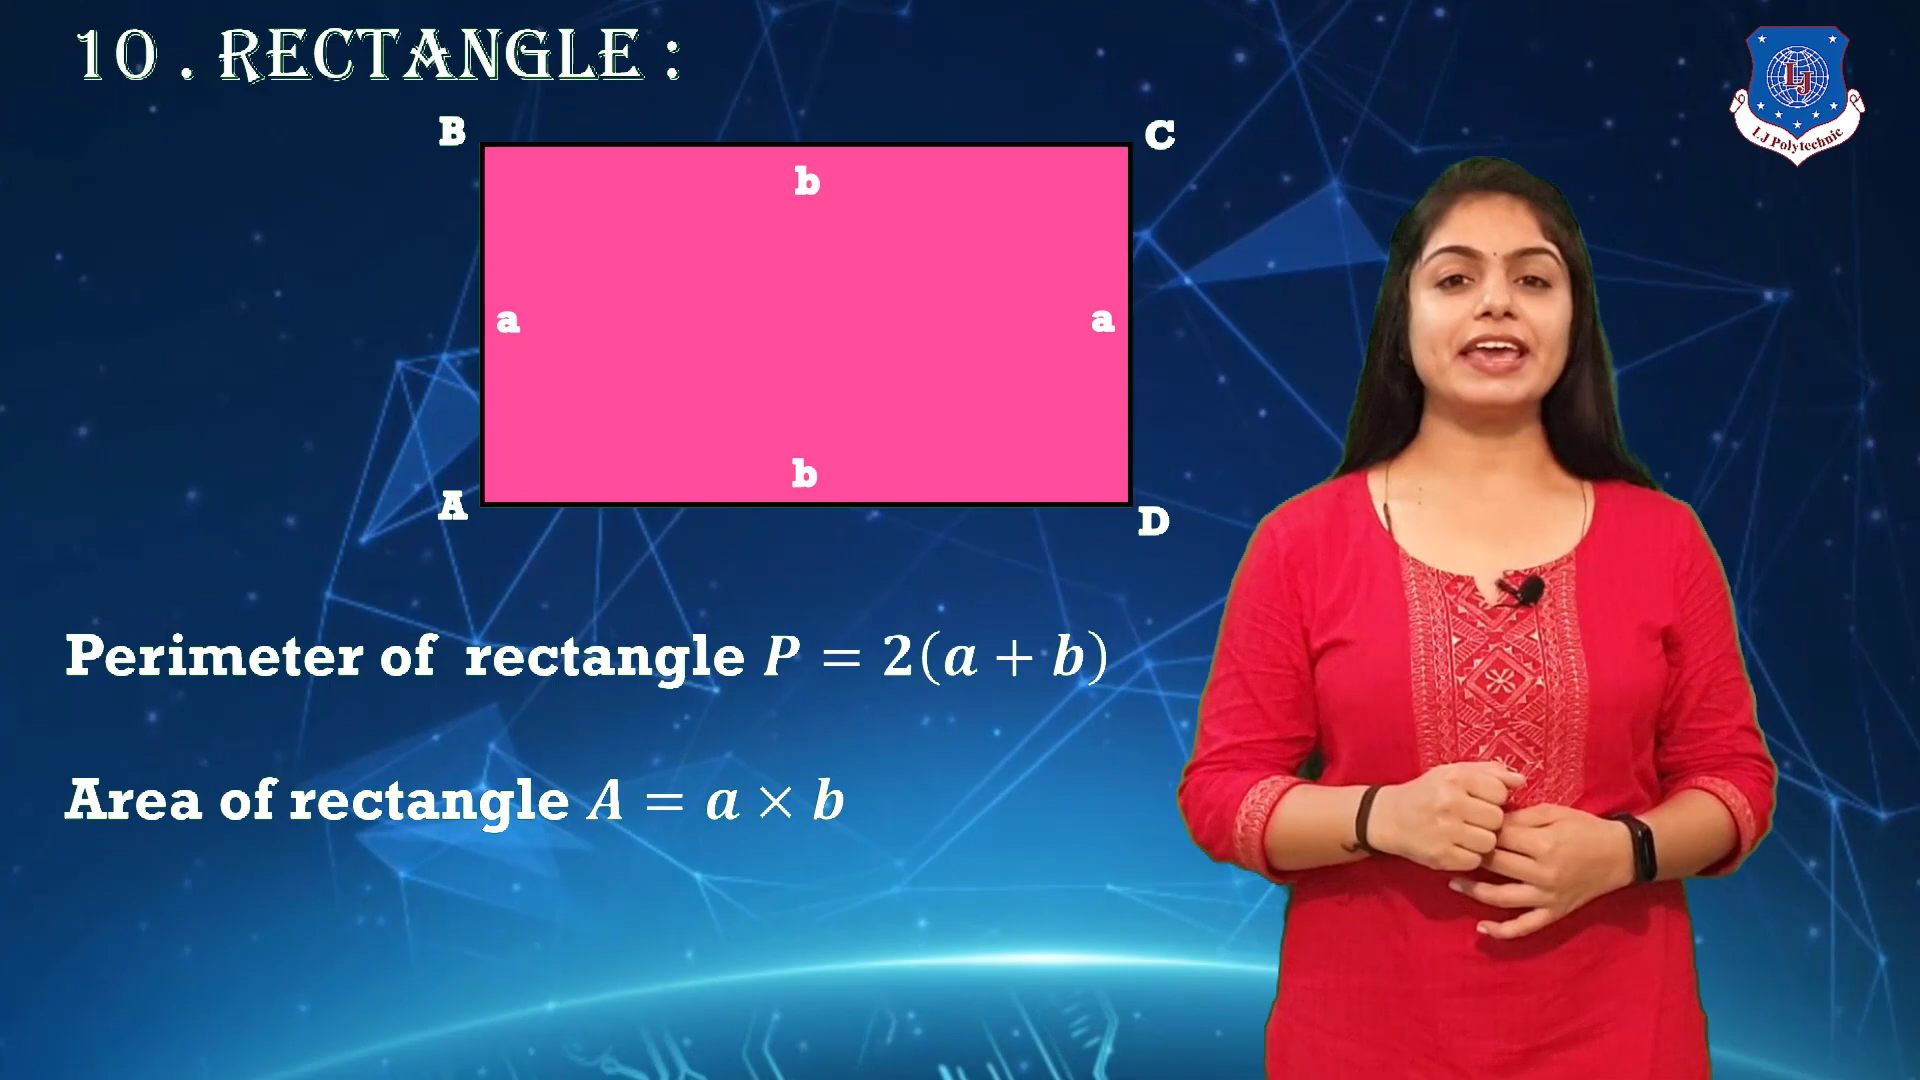 10 . RECTANGLE :
B
C
b
a
a
b
A
D
Perimeter of rectangle P = 2(a + b)
Area of rectangle A = a × b
LJ
LJ Polytechnic